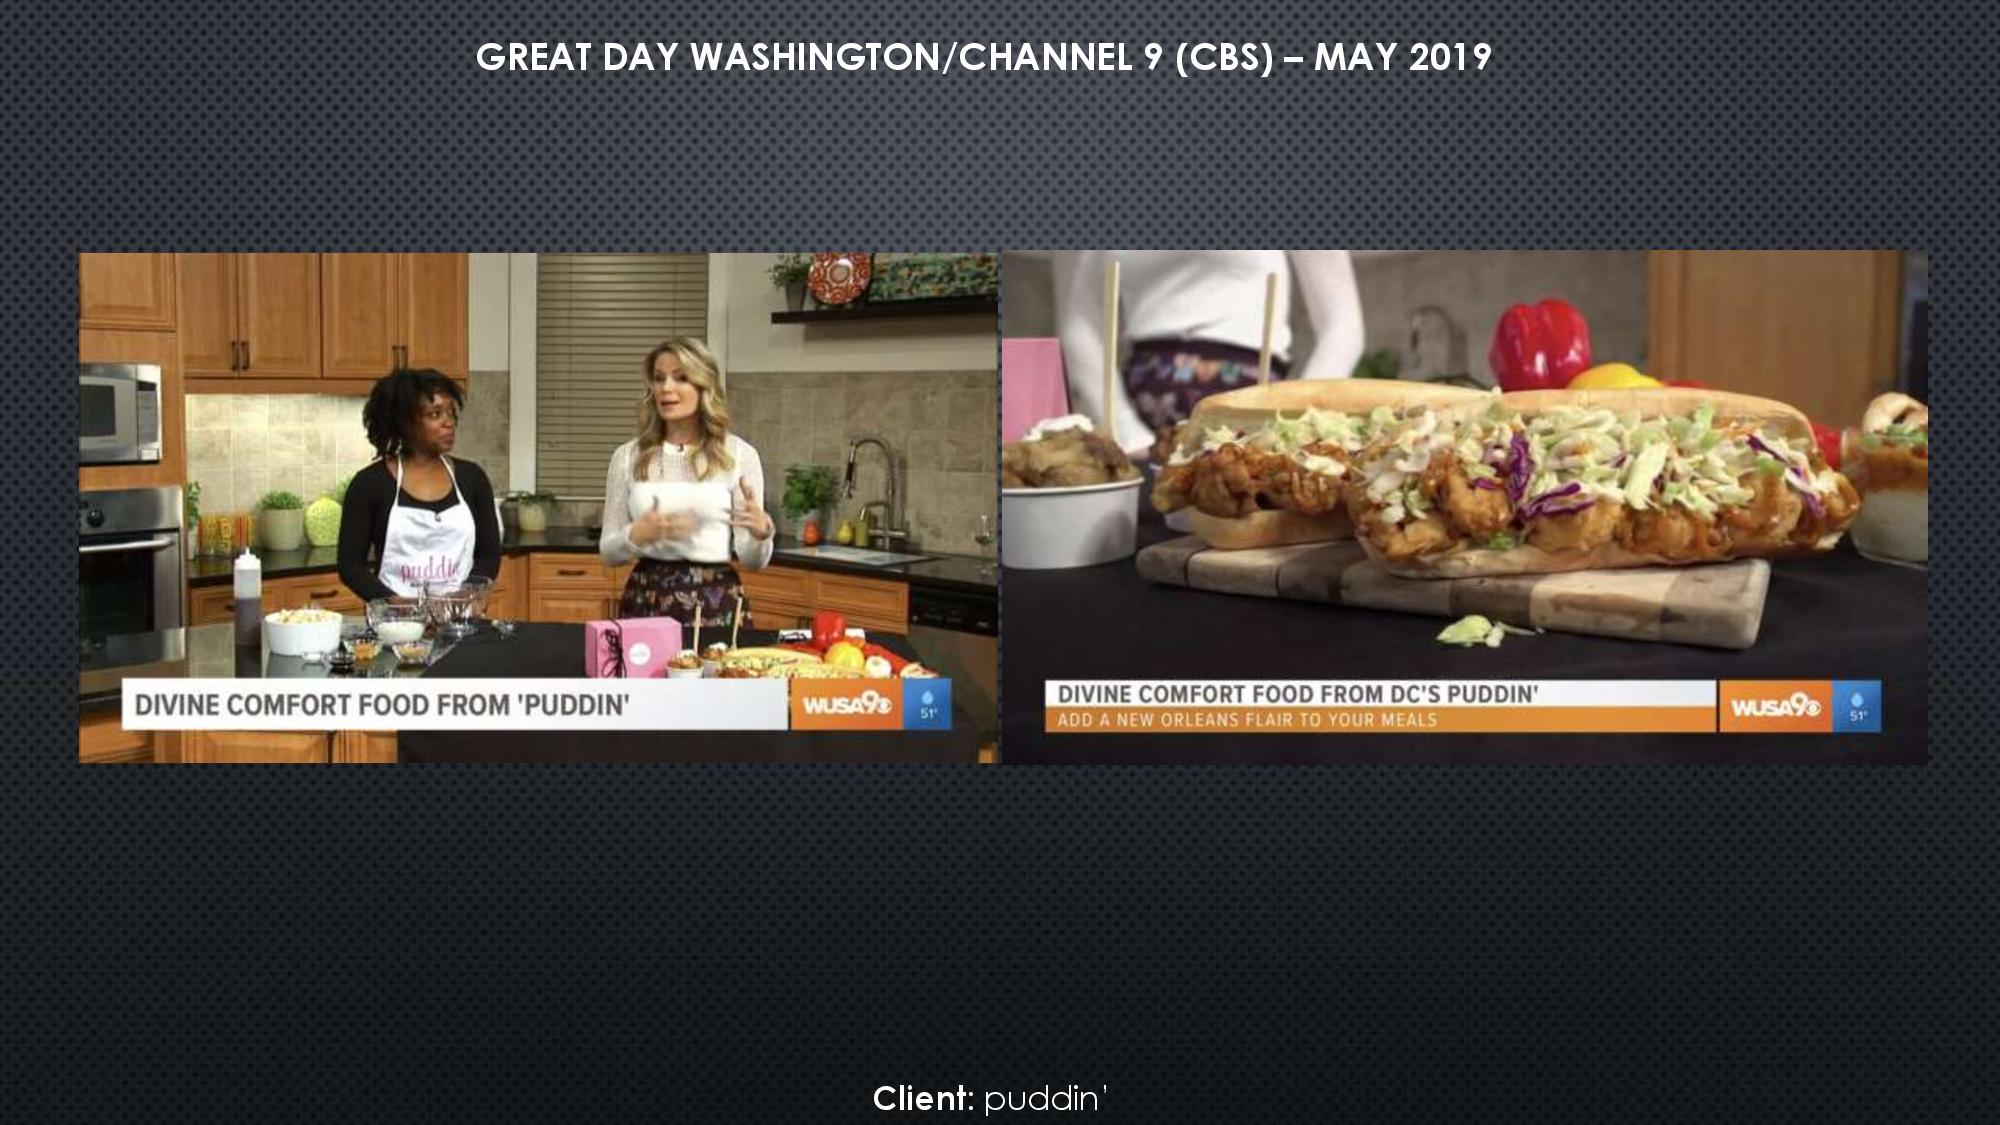 GREAT DAY WASHINGTON/CHANNEL 9 (CBS) – MAY 2019
puddin
DIVINE COMFORT FOOD FROM 'PUDDIN'
WUSA9
51°
DIVINE COMFORT FOOD FROM DC'S PUDDIN'
ADD A NEW ORLEANS FLAIR TO YOUR MEALS
WUSA9
51°
Client: puddin'